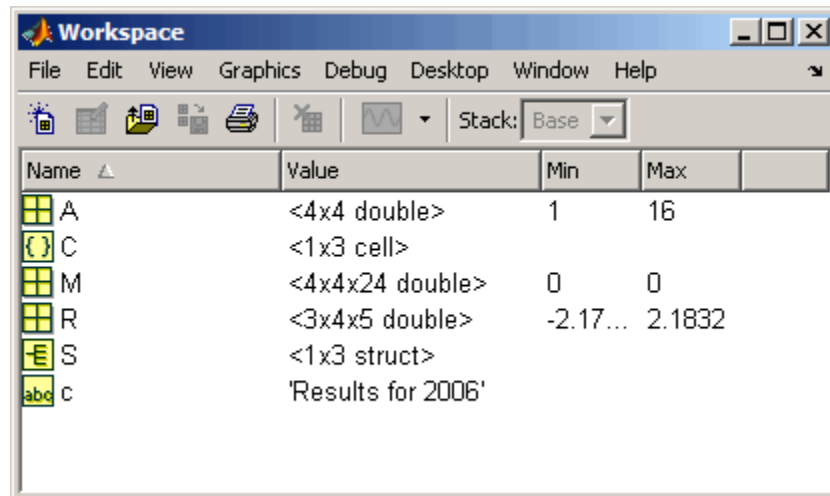 Workspace
File Edit View Graphics Debug Desktop Window Help
Stack: Base
Name Value Min Max
A <4x4 double> 1 16
{} C <1x3 cell>
M <4x4x24 double> 0 0
R <3x4x5 double> -2.17... 2.1832
S <1x3 struct>
abc c 'Results for 2006'